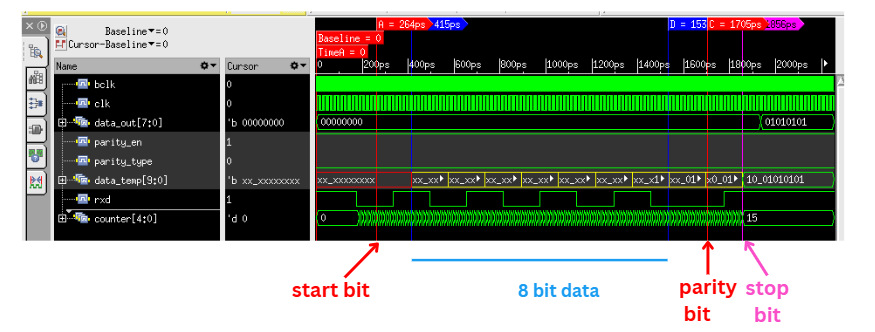 Baseline▼=0
Cursor-Baseline▼=0
Name
Cursor
A = 264ps
415ps
D = 153
C = 1705ps
856ps
Baseline = 0
TimeA = 0
0
200ps
400ps
600ps
800ps
1000ps
1200ps
1400ps
1600ps
1800ps
2000ps
bclk
0
clk
0
data_out[7:0]
'b 00000000
00000000
01010101
parity_en
1
parity_type
0
data_temp[9:0]
'b xx_xxxxxxxx
xx_xxxxxxxx
xx_xx
xx_xx
xx_xx
xx_xx
xx_xx
xx_xx
xx_x1
xx_01
x0_01
10_01010101
rxd
1
counter[4:0]
'd 0
0
15
start bit
8 bit data
parity
bit
stop
bit